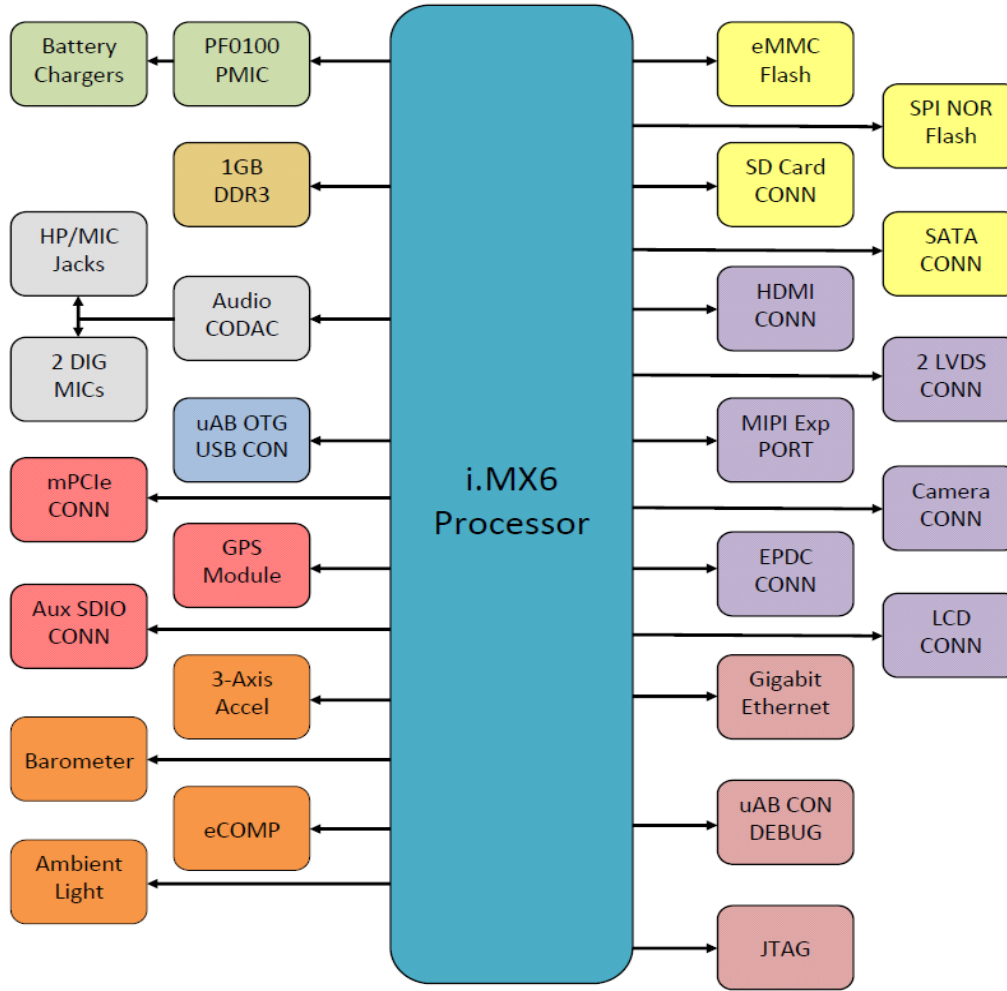 Battery
Chargers
PF0100
PMIC
eMMC
Flash
SPI NOR
Flash
1GB
DDR3
SD Card
CONN
HP/MIC
Jacks
SATA
CONN
Audio
CODAC
HDMI
CONN
2 DIG
MICs
2 LVDS
CONN
uAB OTG
USB CON
MIPI Exp
PORT
mPCIe
CONN
i.MX6
Processor
Camera
CONN
GPS
Module
EPDC
CONN
Aux SDIO
CONN
LCD
CONN
3-Axis
Accel
Gigabit
Ethernet
Barometer
eCOMP
uAB CON
DEBUG
Ambient
Light
JTAG